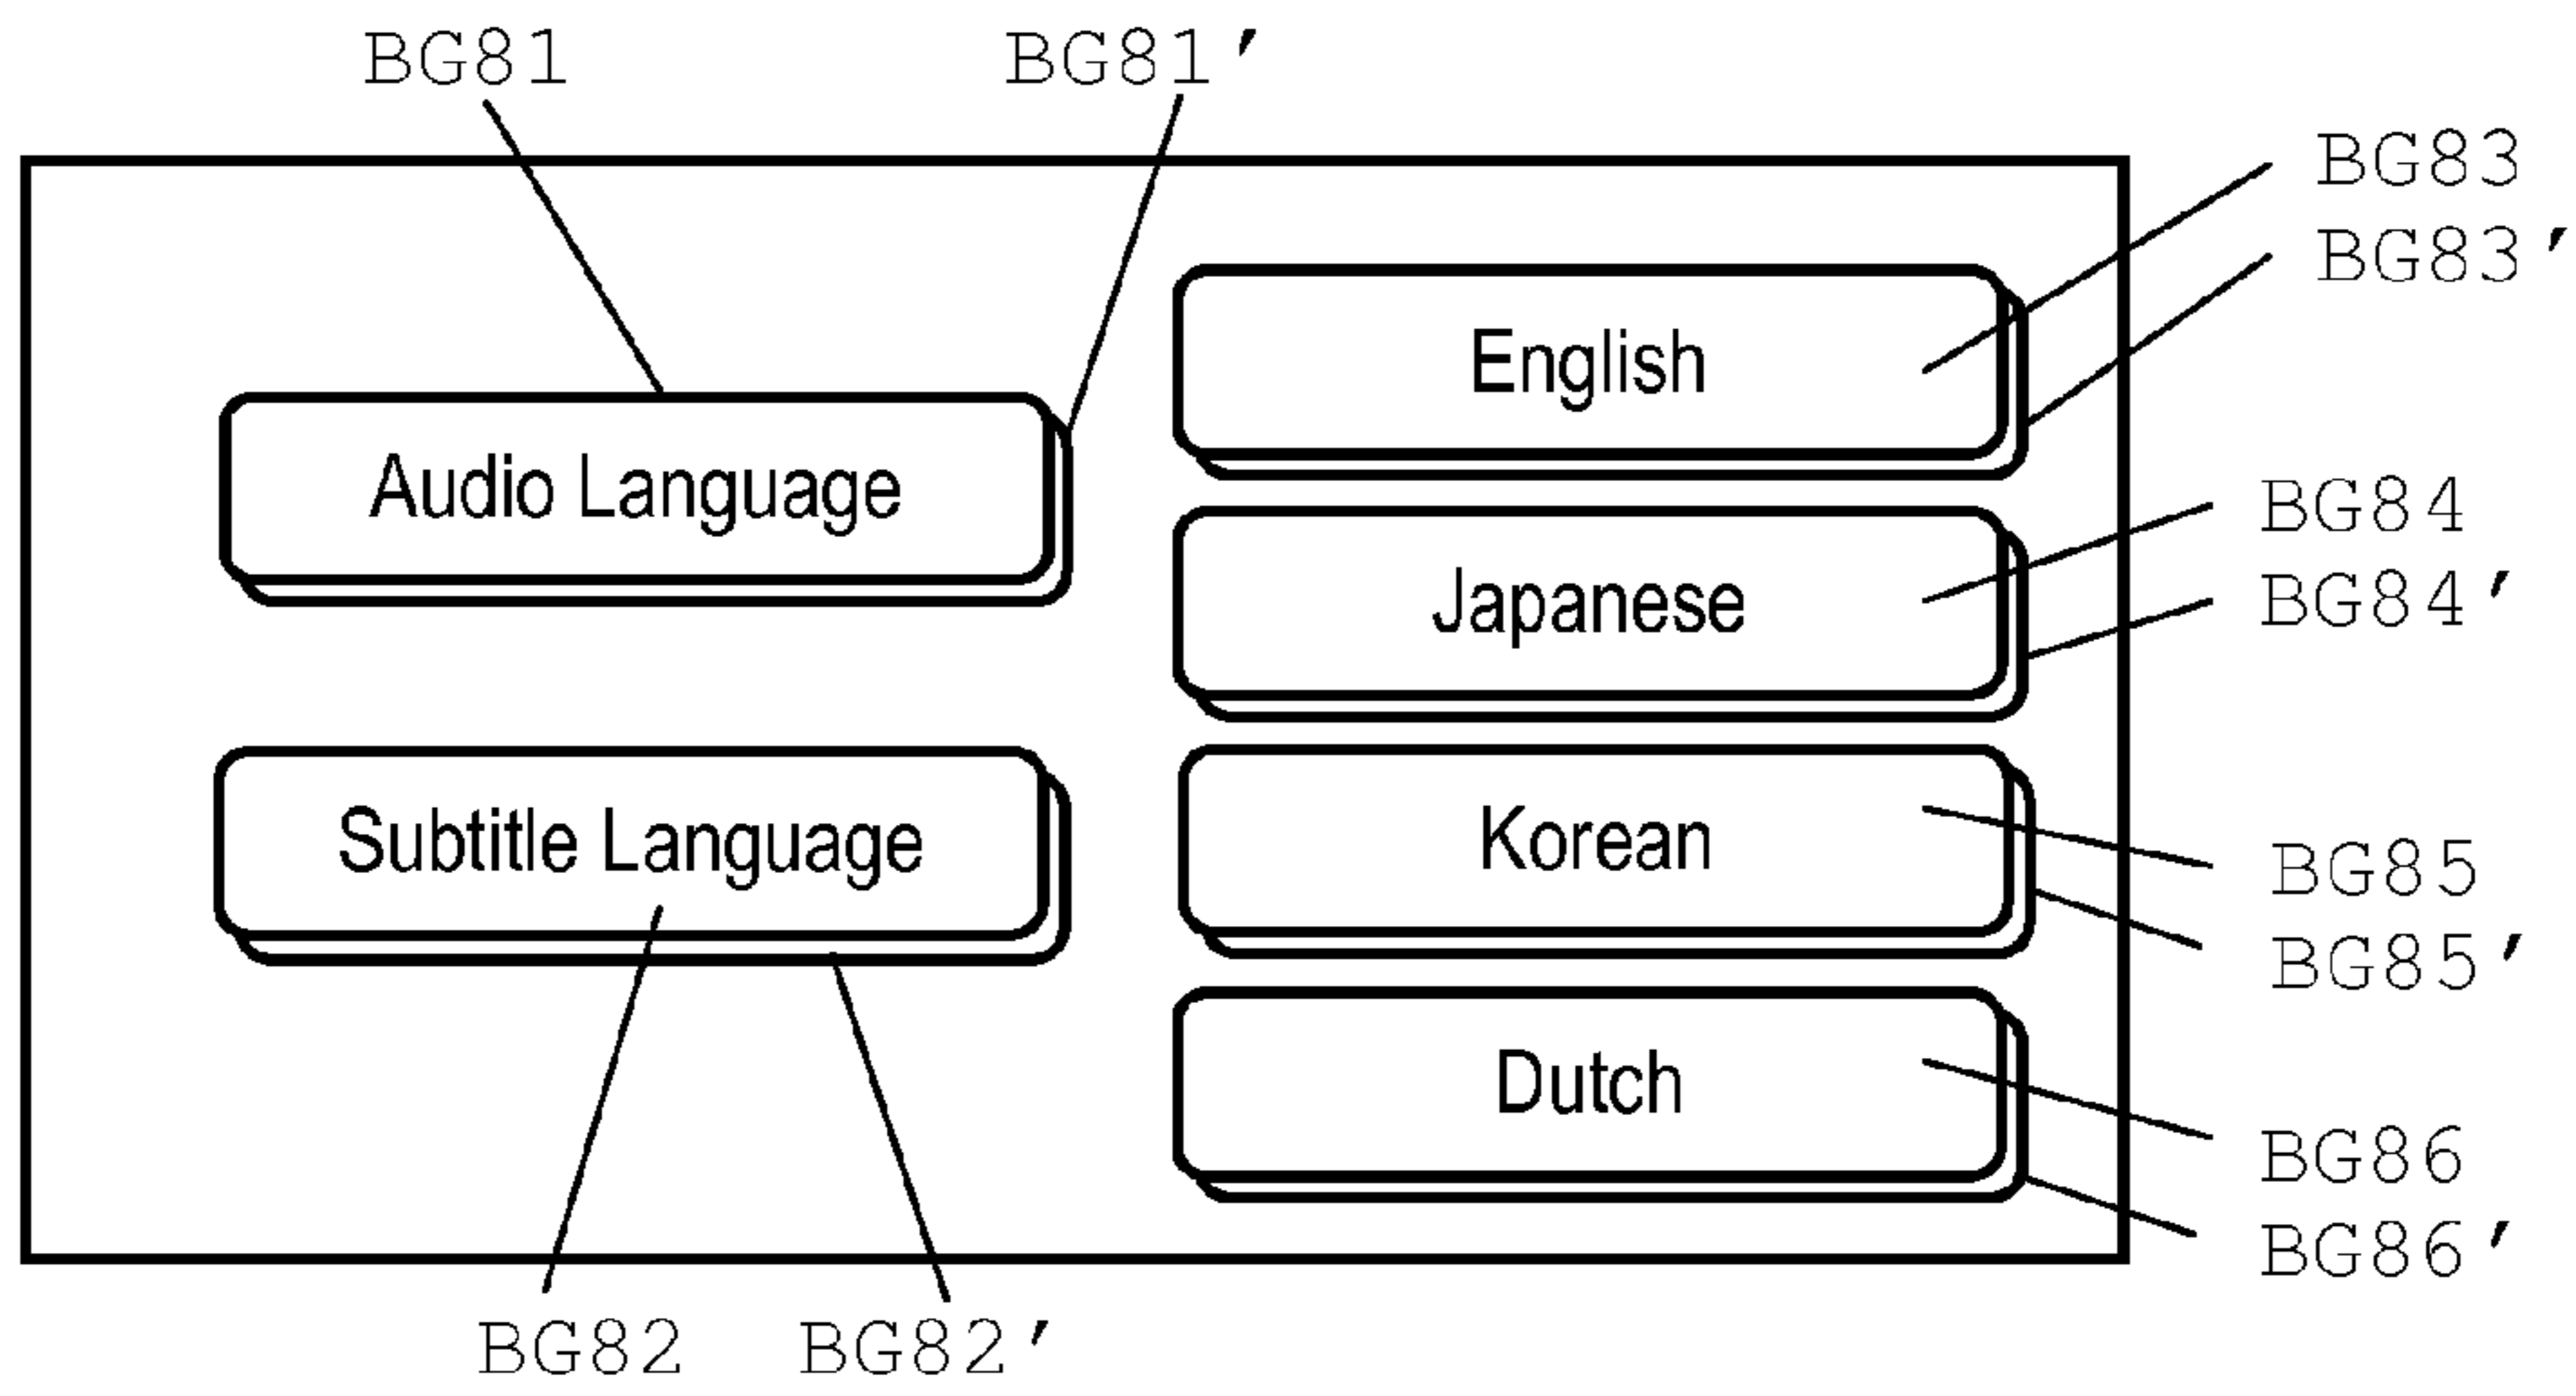 BG81 BG81'
BG83
BG83'
English
Audio Language
BG84
Japanese
BG84'
Subtitle Language
Korean
BG85
BG85'
Dutch
BG86
BG86'
BG82 BG82'